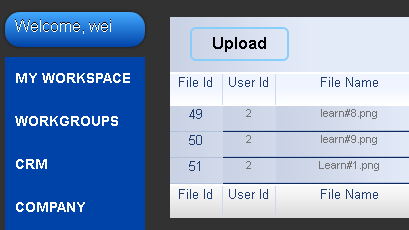 Welcome, wei
MY WORKSPACE
WORKGROUPS
CRM
COMPANY
Upload
File Id User Id File Name
49 2 learn#8.png
50 2 learn#9.png
51 2 Learn#1.png
File Id User Id File Name